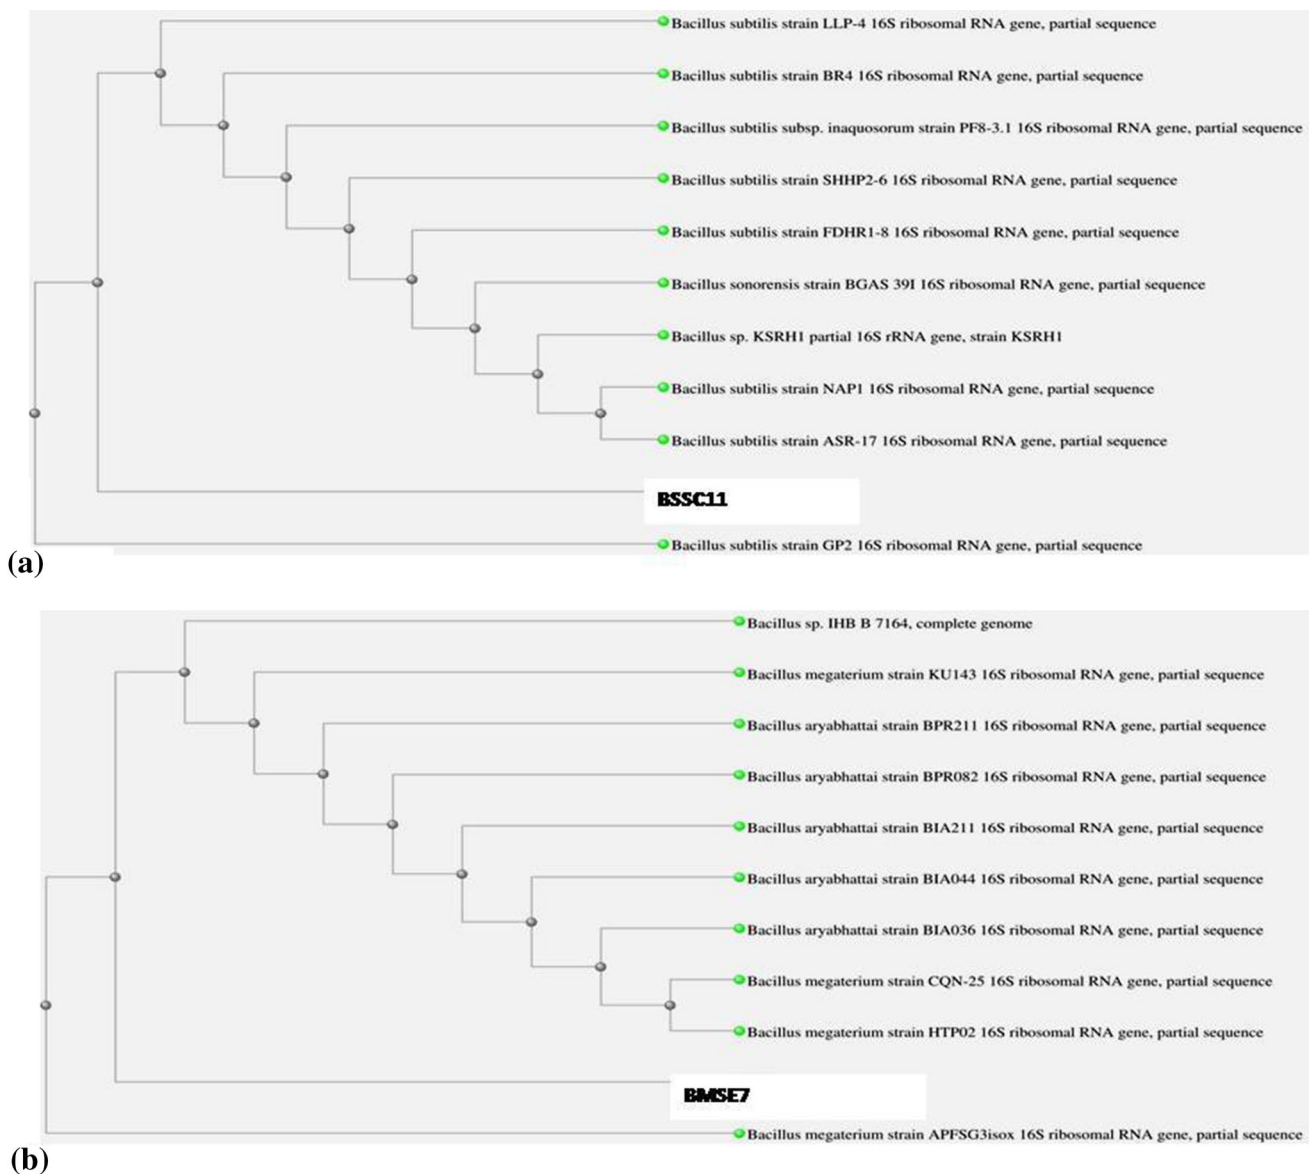 Bacillus subtilis strain LLP-4 16S ribosomal RNA gene, partial sequence
Bacillus subtilis strain BR4 16S ribosomal RNA gene, partial sequence
Bacillus subtilis subsp. inaquosorum strain PF8-3.1 16S ribosomal RNA gene, partial sequence
Bacillus subtilis strain SHHP2-6 16S ribosomal RNA gene, partial sequence
Bacillus subtilis strain FDHR1-8 16S ribosomal RNA gene, partial sequence
Bacillus sonorensis strain BGAS 39I 16S ribosomal RNA gene, partial sequence
Bacillus sp. KSRH1 partial 16S rRNA gene, strain KSRH1
Bacillus subtilis strain NAP1 16S ribosomal RNA gene, partial sequence
Bacillus subtilis strain ASR-17 16S ribosomal RNA gene, partial sequence
BSSC11
Bacillus subtilis strain GP2 16S ribosomal RNA gene, partial sequence
(a)
Bacillus sp. IHB B 7164, complete genome
Bacillus megaterium strain KU143 16S ribosomal RNA gene, partial sequence
Bacillus aryabhattai strain BPR211 16S ribosomal RNA gene, partial sequence
Bacillus aryabhattai strain BPR082 16S ribosomal RNA gene, partial sequence
Bacillus aryabhattai strain BIA211 16S ribosomal RNA gene, partial sequence
Bacillus aryabhattai strain BIA044 16S ribosomal RNA gene, partial sequence
Bacillus aryabhattai strain BIA036 16S ribosomal RNA gene, partial sequence
Bacillus megaterium strain CQN-25 16S ribosomal RNA gene, partial sequence
Bacillus megaterium strain HTP02 16S ribosomal RNA gene, partial sequence
BMSE7
Bacillus megaterium strain APFSG3isox 16S ribosomal RNA gene, partial sequence
(b)